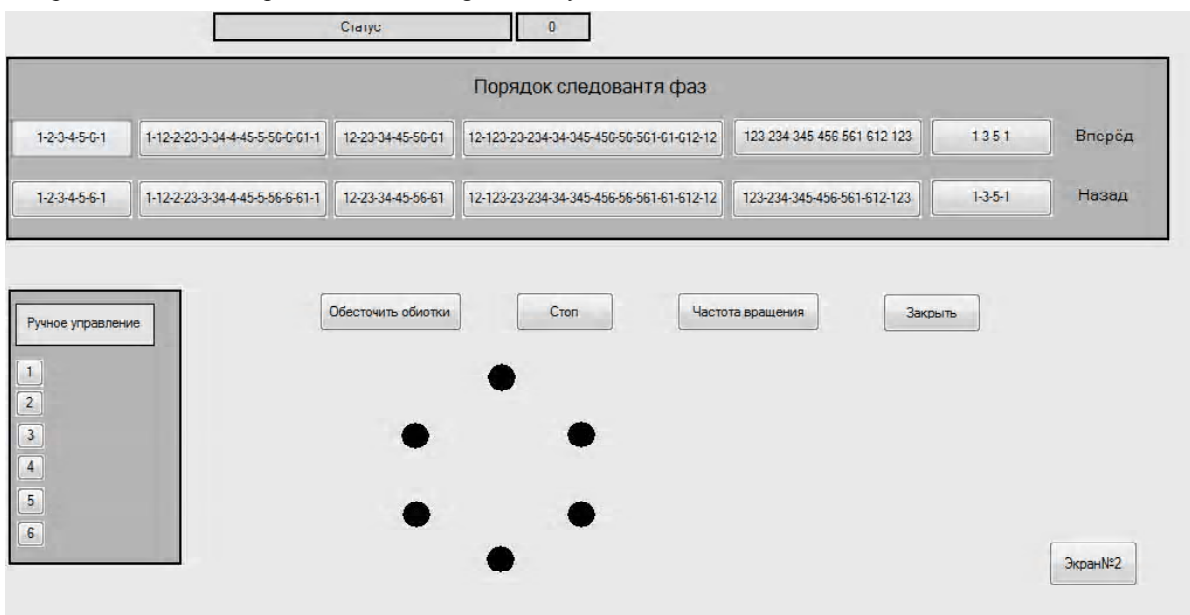 Статус 0
Порядок следовантя фаз
1-2-3-4-5-6-1 1-12-2-23-3-34-4-45-5-56-6-61-1 12-23-34-45-56-61 12-123-23-234-34-345-456-56-561-61-612-12 123 234 345 456 561 612 123 1 3 5 1 Вперёд
1-2-3-4-5-6-1 1-12-2-23-3-34-4-45-5-56-6-61-1 12-23-34-45-56-61 12-123-23-234-34-345-456-56-561-61-612-12 123-234-345-456-561-612-123 1-3-5-1 Назад
Ручное управление Обесточить обмотки Стоп Частота вращения Закрыть
1
2
3
4
5
6
Экран№2